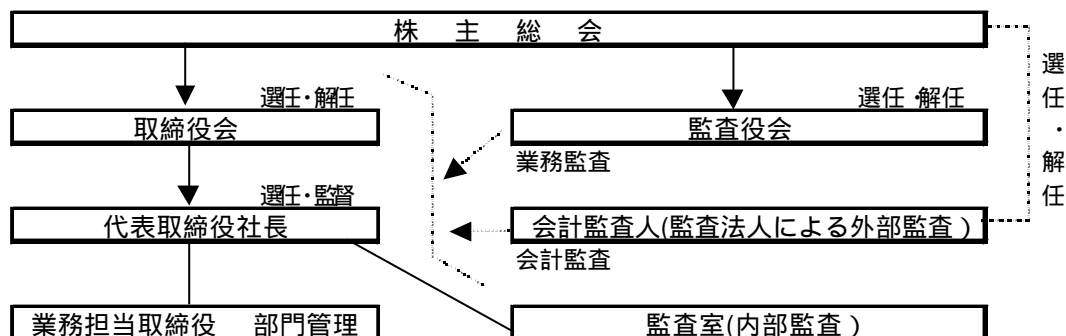 株 主 総 会
選任・解任
選任・解任
取締役会
監査役会
業務監査
選任・監督
代表取締役社長
会計監査人(監査法人による外部監査)
会計監査
業務担当取締役 部門管理
監査室(内部監査)
選任・解任